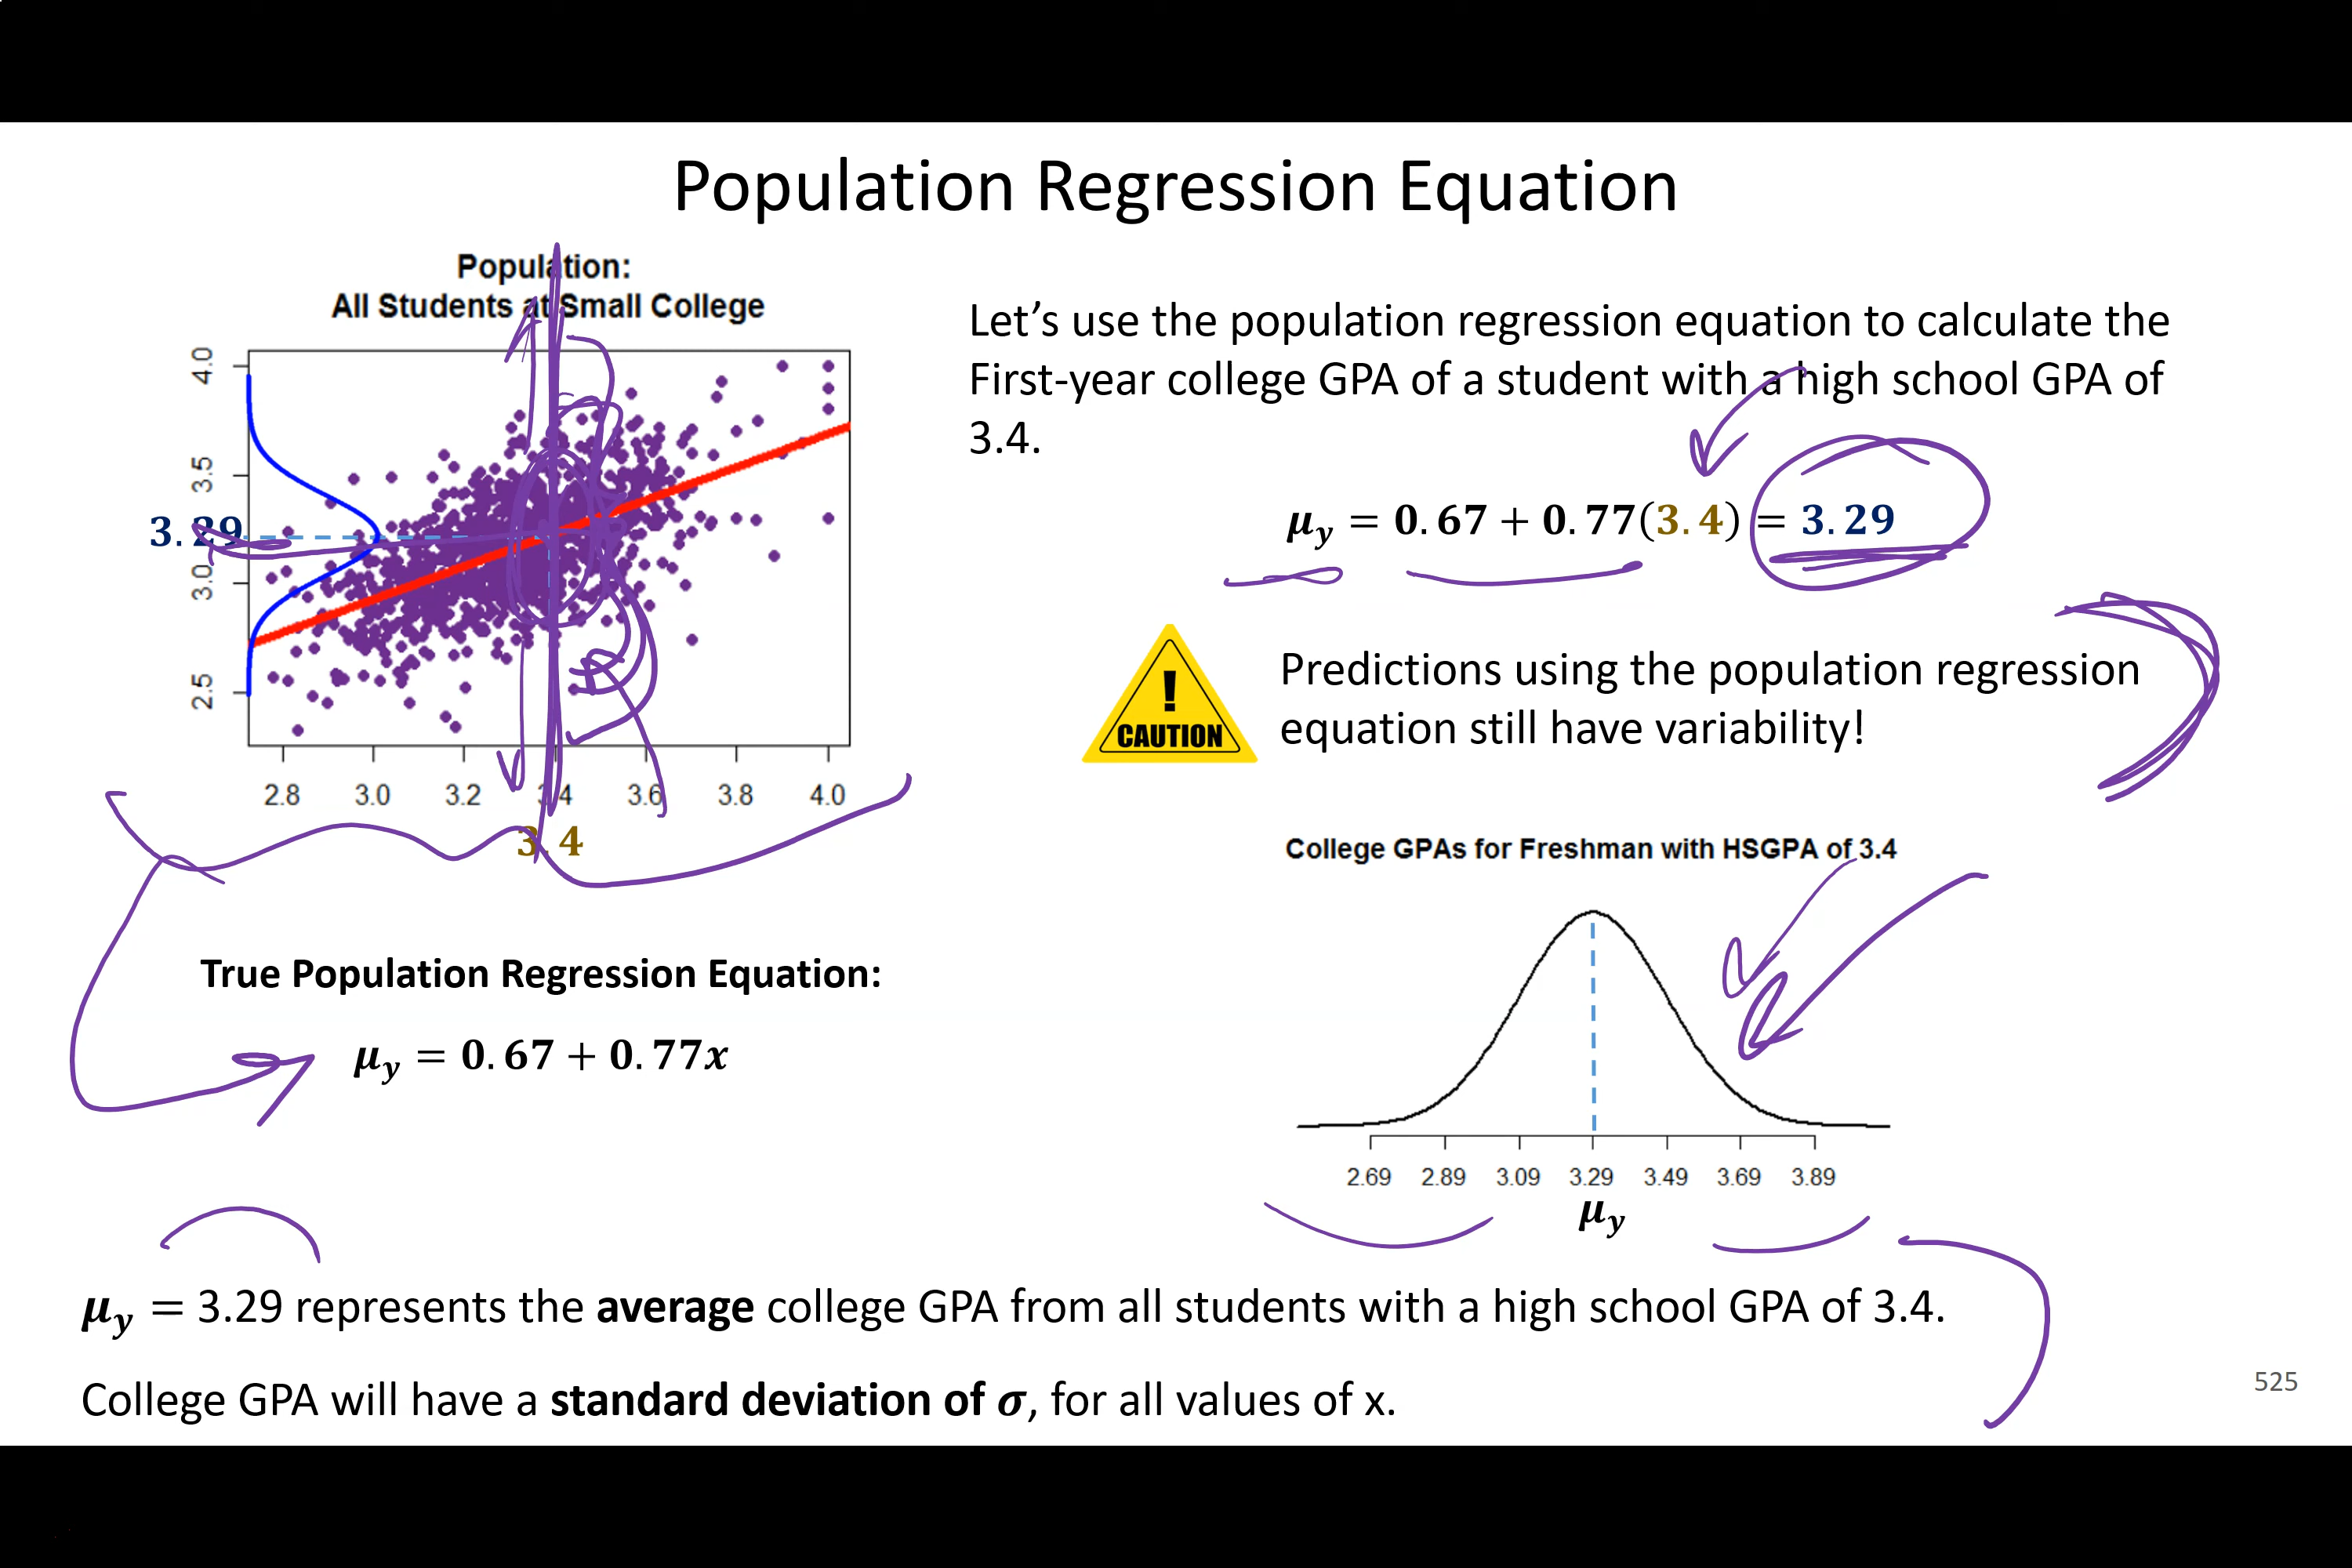 Population Regression Equation
Population:
All Students at Small College
4.0
3.5
3.29
3.0
2.5
2.8 3.0 3.2 3.4 3.6 3.8 4.0
3.4
True Population Regression Equation:
μy = 0.67 + 0.77x
Let’s use the population regression equation to calculate the
First-year college GPA of a student with a high school GPA of
3.4.
μy = 0.67 + 0.77(3.4) = 3.29
!
CAUTION
Predictions using the population regression
equation still have variability!
College GPAs for Freshman with HSGPA of 3.4
2.69 2.89 3.09 3.29 3.49 3.69 3.89
μy
μy = 3.29 represents the average college GPA from all students with a high school GPA of 3.4.
College GPA will have a standard deviation of σ, for all values of x.
525